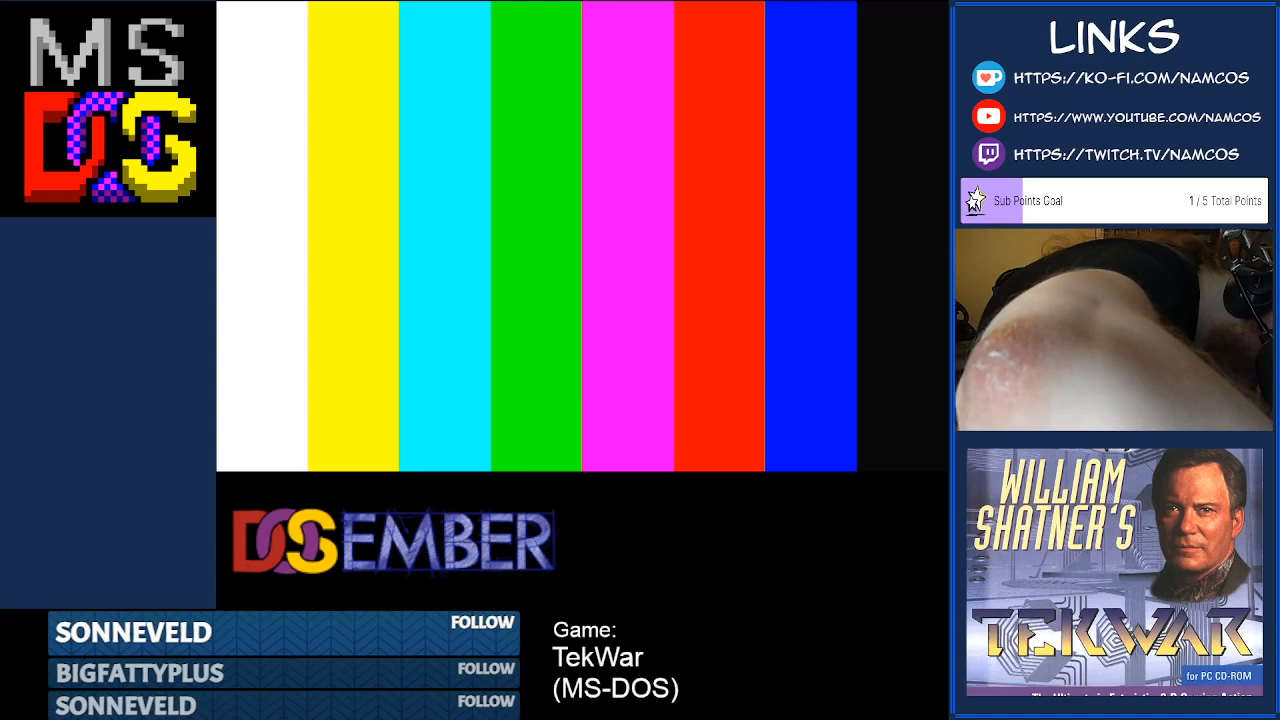 MS
DOS
LINKS
HTTPS://KO-FI.COM/NAMCOS
HTTPS://WWW.YOUTUBE.COM/NAMCOS
HTTPS://TWITCH.TV/NAMCOS
Sub Points Goal 1 / 5 Total Points
WILLIAM
SHATNER'S
TEKWAR
for PC CD-ROM
DOSEMBER
SONNEVELD FOLLOW
BIGFATTYPLUS FOLLOW
SONNEVELD FOLLOW
Game:
TekWar
(MS-DOS)